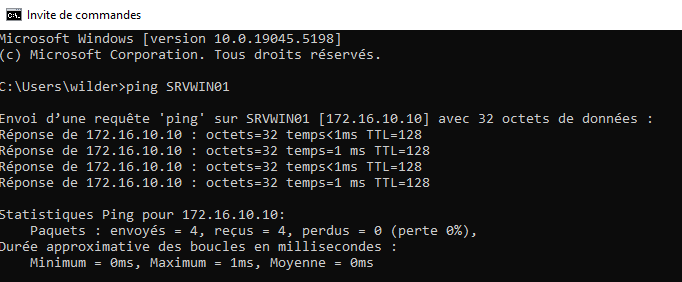 Invite de commandes
Microsoft Windows [version 10.0.19045.5198]
(c) Microsoft Corporation. Tous droits réservés.
C:\Users\wilder>ping SRVWIN01
Envoi d’une requête 'ping' sur SRVWIN01 [172.16.10.10] avec 32 octets de données :
Réponse de 172.16.10.10 : octets=32 temps<1ms TTL=128
Réponse de 172.16.10.10 : octets=32 temps=1 ms TTL=128
Réponse de 172.16.10.10 : octets=32 temps<1ms TTL=128
Réponse de 172.16.10.10 : octets=32 temps=1 ms TTL=128
Statistiques Ping pour 172.16.10.10:
Paquets : envoyés = 4, reçus = 4, perdus = 0 (perte 0%),
Durée approximative des boucles en millisecondes :
Minimum = 0ms, Maximum = 1ms, Moyenne = 0ms